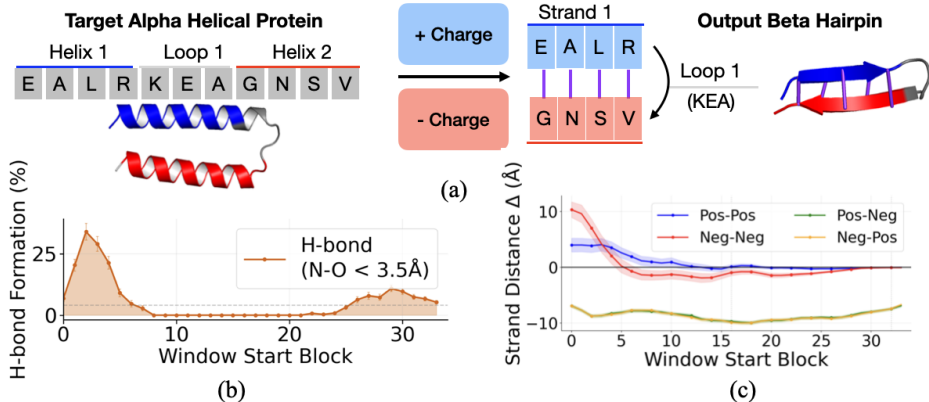 Target Alpha Helical Protein
Helix 1 Loop 1 Helix 2
E A L R K E A G N S V
+ Charge
- Charge
Strand 1
E A L R
G N S V
Loop 1
(KEA)
Output Beta Hairpin
(a)
H-bond Formation (%)
25
0
H-bond
(N-O < 3.5Å)
0 10 20 30
Window Start Block
(b)
Strand Distance Δ (Å)
10
0
−10
Pos-Pos Pos-Neg
Neg-Neg Neg-Pos
0 5 10 15 20 25 30
Window Start Block
(c)